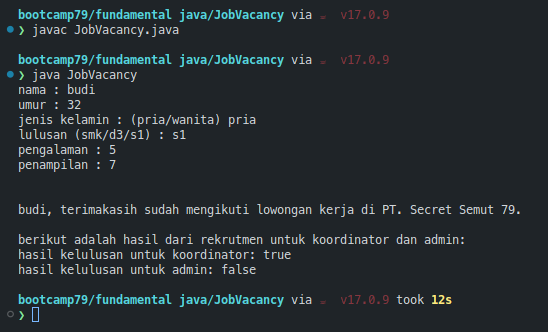 bootcamp79/fundamental java/JobVacancy via ☕ v17.0.9
❯ javac JobVacancy.java
bootcamp79/fundamental java/JobVacancy via ☕ v17.0.9
❯ java JobVacancy
nama : budi
umur : 32
jenis kelamin : (pria/wanita) pria
lulusan (smk/d3/s1) : s1
pengalaman : 5
penampilan : 7
budi, terimakasih sudah mengikuti lowongan kerja di PT. Secret Semut 79.
berikut adalah hasil dari rekrutmen untuk koordinator dan admin:
hasil kelulusan untuk koordinator: true
hasil kelulusan untuk admin: false
bootcamp79/fundamental java/JobVacancy via ☕ v17.0.9 took 12s
❯